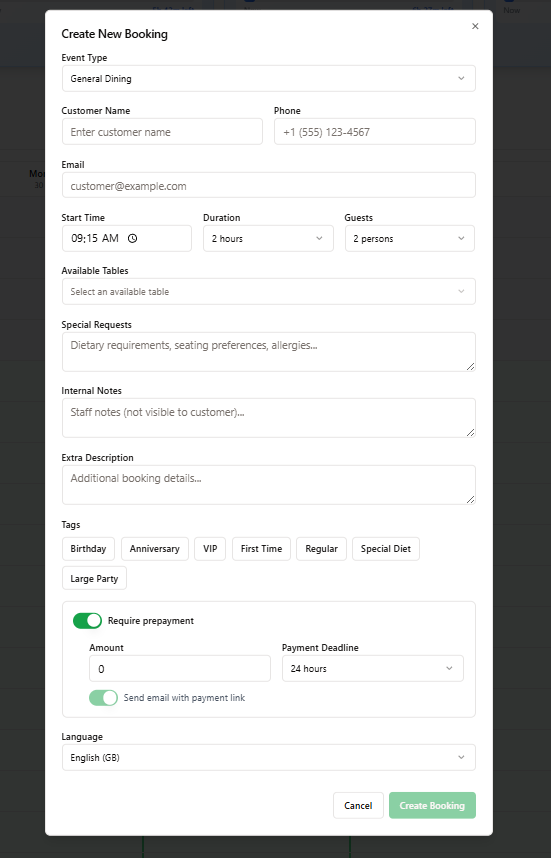 Now
Create New Booking
×
Event Type
General Dining
Customer Name Phone
Enter customer name +1 (555) 123-4567
Email
customer@example.com
Start Time Duration Guests
09:15 AM 2 hours 2 persons
Available Tables
Select an available table
Special Requests
Dietary requirements, seating preferences, allergies...
Internal Notes
Staff notes (not visible to customer)...
Extra Description
Additional booking details...
Tags
Birthday Anniversary VIP First Time Regular Special Diet
Large Party
Require prepayment
Amount Payment Deadline
0 24 hours
Send email with payment link
Language
English (GB)
Cancel Create Booking